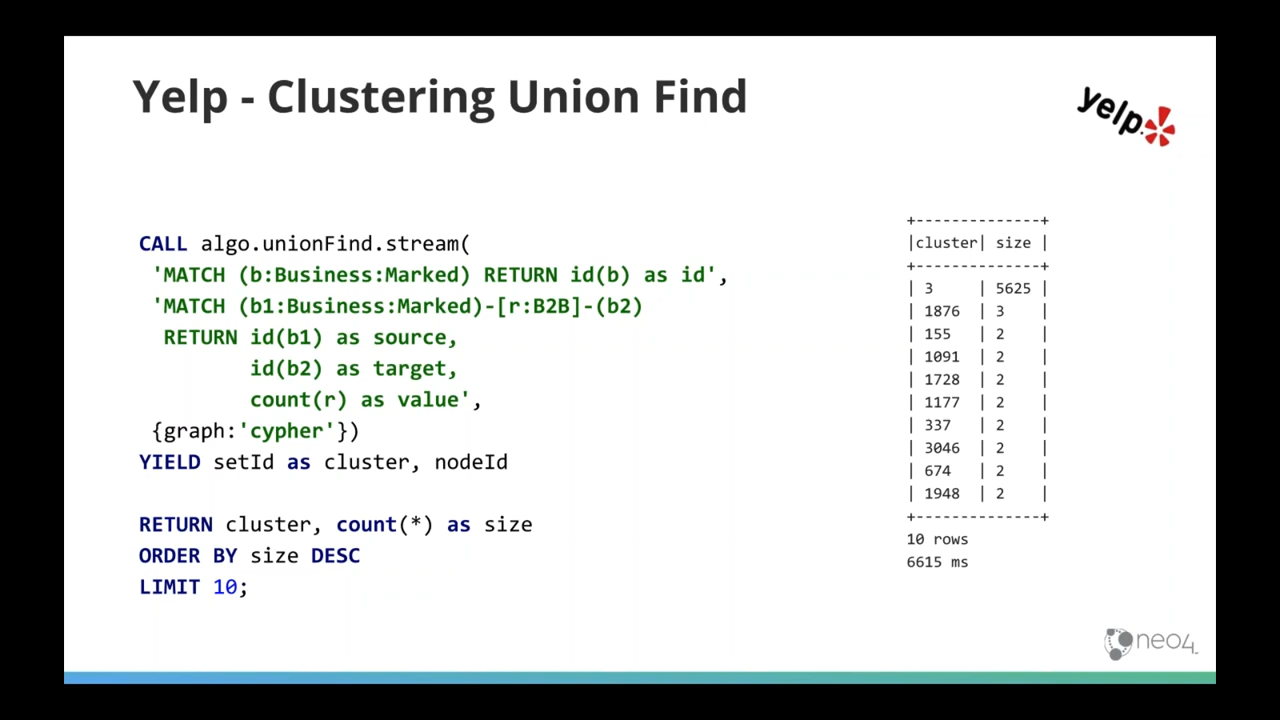 Yelp - Clustering Union Find
yelp
CALL algo.unionFind.stream(
'MATCH (b:Business:Marked) RETURN id(b) as id',
'MATCH (b1:Business:Marked)-[r:B2B]-(b2)
RETURN id(b1) as source,
id(b2) as target,
count(r) as value',
{graph:'cypher'})
YIELD setId as cluster, nodeId
RETURN cluster, count(*) as size
ORDER BY size DESC
LIMIT 10;
+--------------+
|cluster| size |
+--------------+
| 3 | 5625 |
| 1876 | 3 |
| 155 | 2 |
| 1091 | 2 |
| 1728 | 2 |
| 1177 | 2 |
| 337 | 2 |
| 3046 | 2 |
| 674 | 2 |
| 1948 | 2 |
+--------------+
10 rows
6615 ms
neo4j